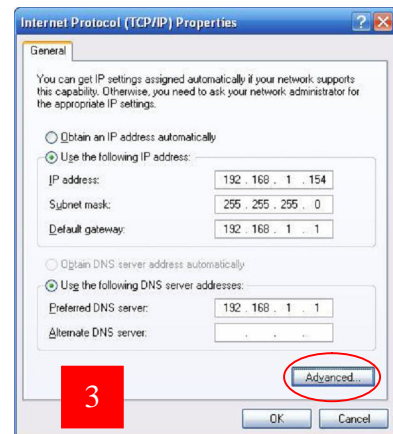 Internet Protocol (TCP/IP) Properties
General
You can get IP settings assigned automatically if your network supports
this capability. Otherwise, you need to ask your network administrator for
the appropriate IP settings.
Obtain an IP address automatically
Use the following IP address:
IP address: 192 . 168 . 1 . 154
Subnet mask: 255 . 255 . 255 . 0
Default gateway: 192 . 168 . 1 . 1
Obtain DNS server address automatically
Use the following DNS server addresses:
Preferred DNS server: 192 . 168 . 1 . 1
Alternate DNS server: . . .
Advanced...
3
OK Cancel